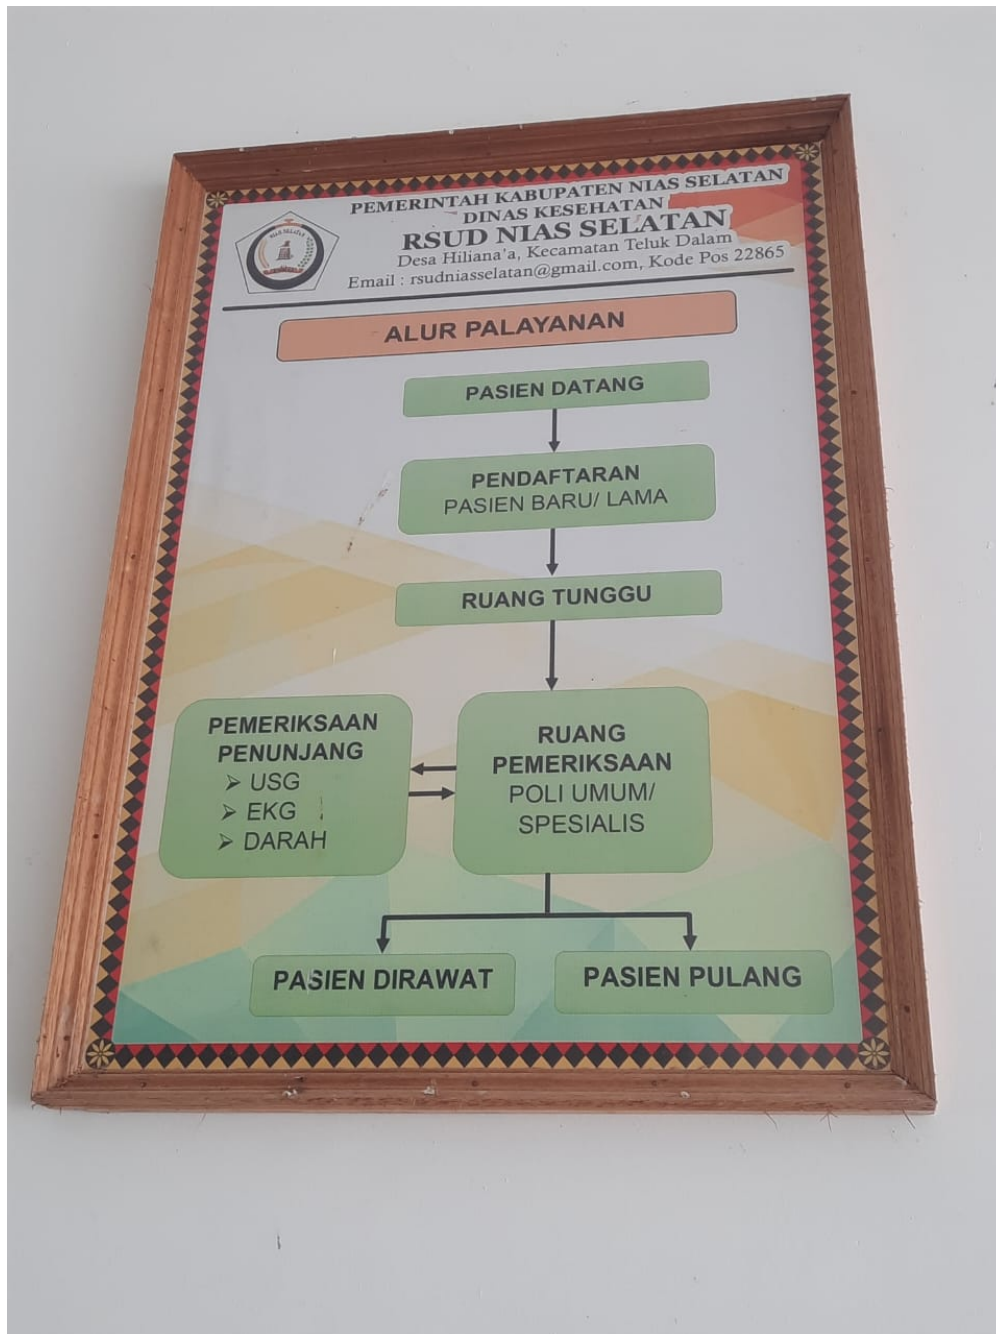 PEMERINTAH KABUPATEN NIAS SELATAN
DINAS KESEHATAN
RSUD NIAS SELATAN
Desa Hiliana'a, Kecamatan Teluk Dalam
Email : rsudniasselatan@gmail.com, Kode Pos 22865
NIAS SELATAN
ALUR PALAYANAN
PASIEN DATANG
PENDAFTARAN
PASIEN BARU/ LAMA
RUANG TUNGGU
PEMERIKSAAN
PENUNJANG
➢ USG
➢ EKG
➢ DARAH
RUANG
PEMERIKSAAN
POLI UMUM/
SPESIALIS
PASIEN DIRAWAT
PASIEN PULANG